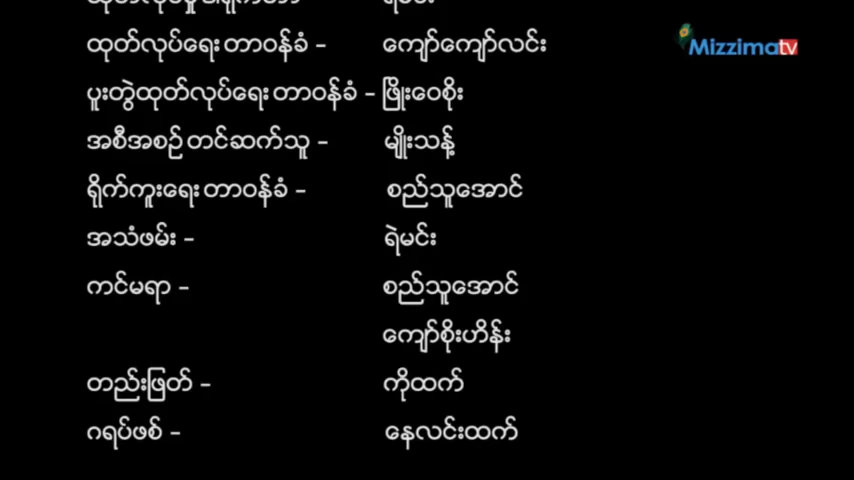 ထုတ်လုပ်ရေး တာဝန်ခံ - ကျော်ကျော်လင်း
Mizzima tv
ပူးတွဲထုတ်လုပ်ရေး တာဝန်ခံ - ဖြိုးဝေစိုး
အစီအစဉ် တင်ဆက်သူ - မျိုးသန့်
ရိုက်ကူးရေး တာဝန်ခံ - စည်သူအောင်
အသံဖမ်း - ရဲမင်း
ကင်မရာ - စည်သူအောင်
ကျော်စိုးဟိန်း
တည်းဖြတ် - ကိုထက်
ဂရပ်ဖစ် - နေလင်းထက်